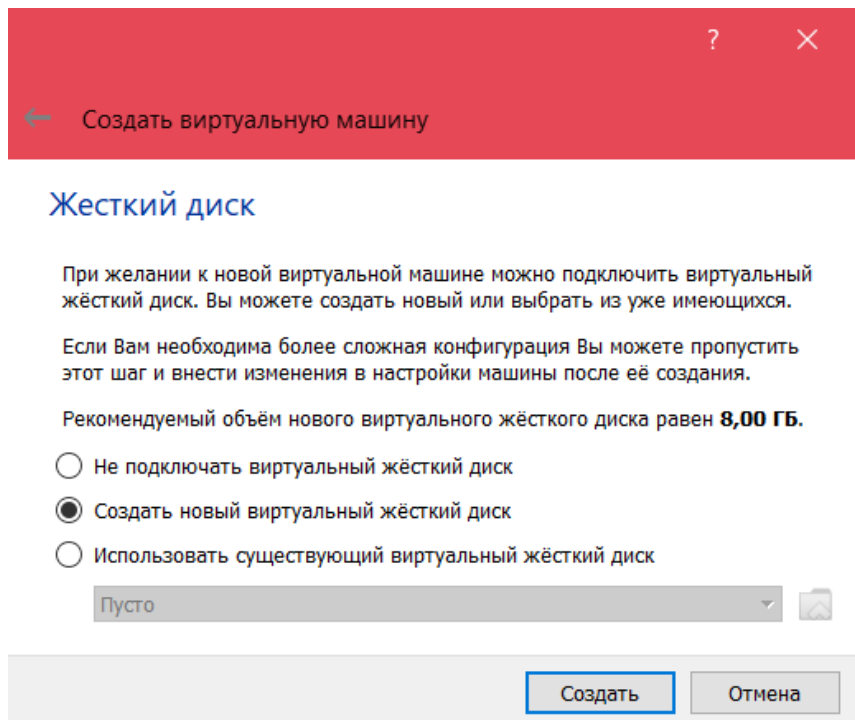 ?
Создать виртуальную машину
Жесткий диск
При желании к новой виртуальной машине можно подключить виртуальный
жёсткий диск. Вы можете создать новый или выбрать из уже имеющихся.
Если Вам необходима более сложная конфигурация Вы можете пропустить
этот шаг и внести изменения в настройки машины после её создания.
Рекомендуемый объём нового виртуального жёсткого диска равен 8,00 ГБ.
Не подключать виртуальный жёсткий диск
Создать новый виртуальный жёсткий диск
Использовать существующий виртуальный жёсткий диск
Пусто
Создать
Отмена